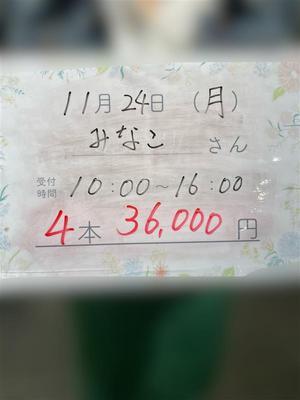 11月24日 (月)
みなこ さん
受付時間 10:00〜16:00
4本 36,000円